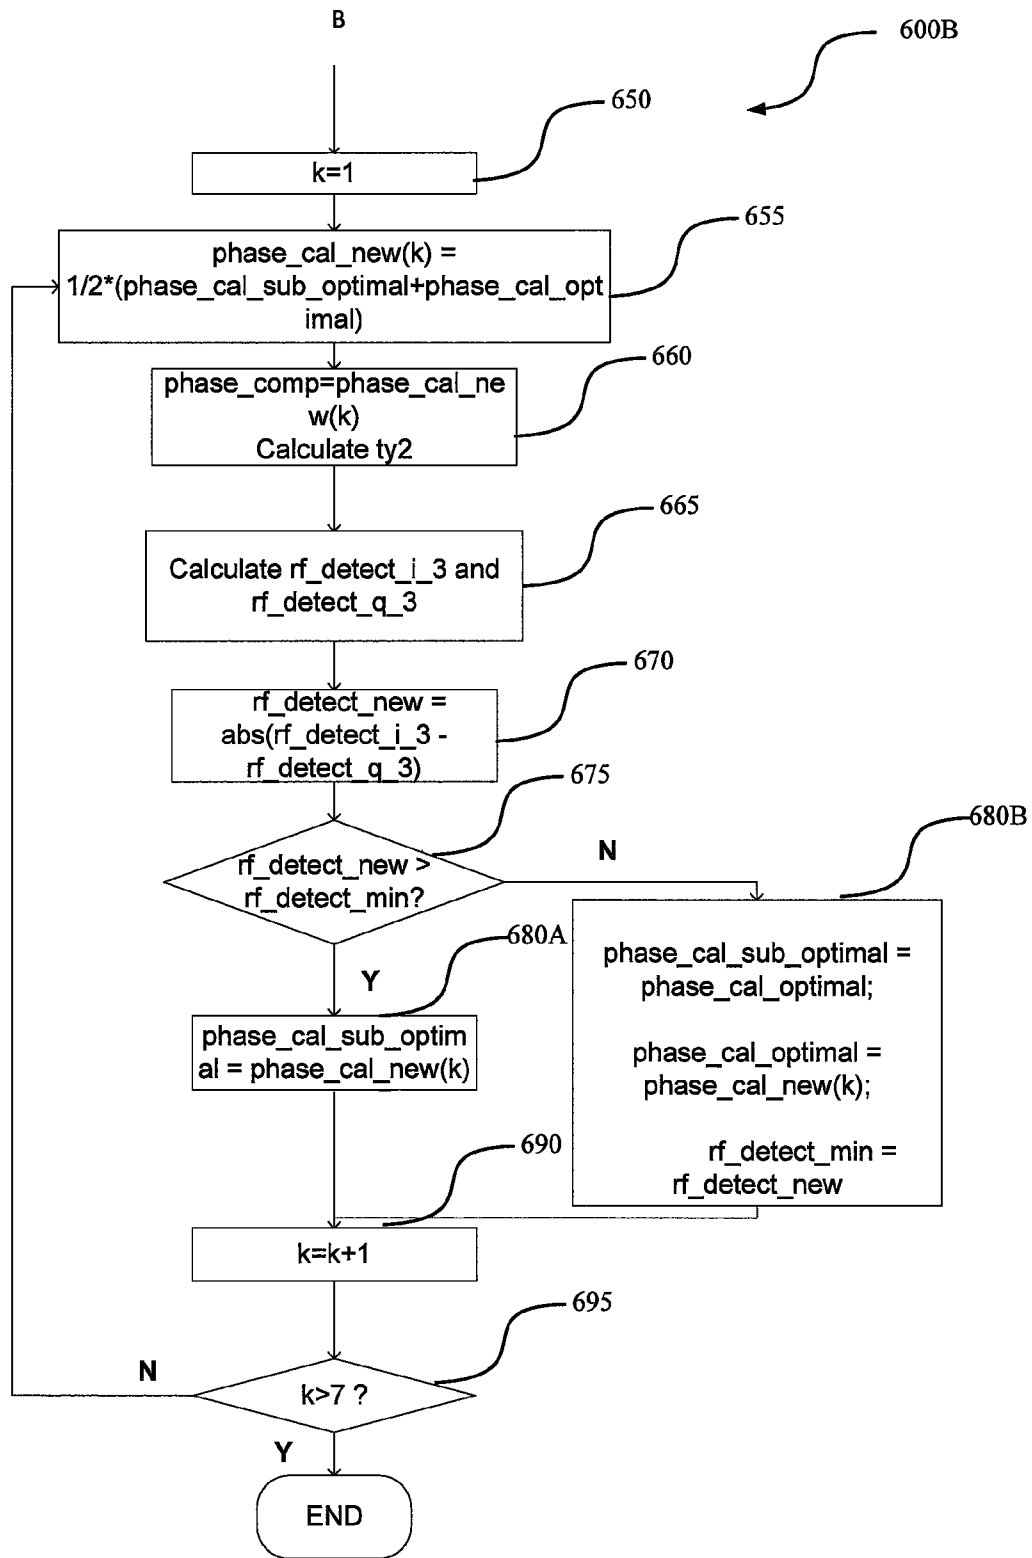 B
600B
650
k=1
655
phase_cal_new(k) =
1/2*(phase_cal_sub_optimal+phase_cal_opt
imal)
660
phase_comp=phase_cal_ne
w(k)
Calculate ty2
665
Calculate rf_detect_i_3 and
rf_detect_q_3
670
rf_detect_new =
abs(rf_detect_i_3 -
rf_detect_q_3)
675
rf_detect_new >
rf_detect_min?
N
680B
680A
Y
phase_cal_sub_optim
al = phase_cal_new(k)
phase_cal_sub_optimal =
phase_cal_optimal;
phase_cal_optimal =
phase_cal_new(k);
rf_detect_min =
rf_detect_new
690
k=k+1
695
N
k>7 ?
Y
END